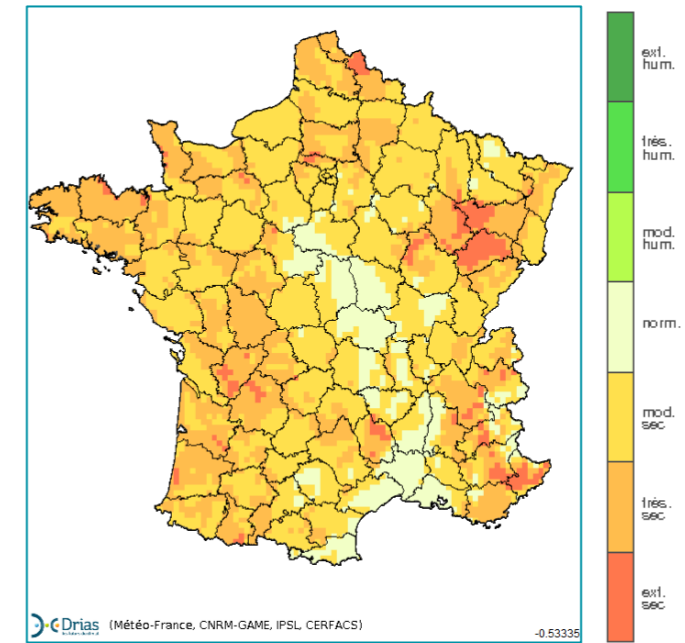 ext.
hum.
très.
hum.
mod.
hum.
norm.
mod.
sec
très.
sec
ext.
sec
Drias (Météo-France, CNRM-GAME, IPSL, CERFACS)
-0.53335